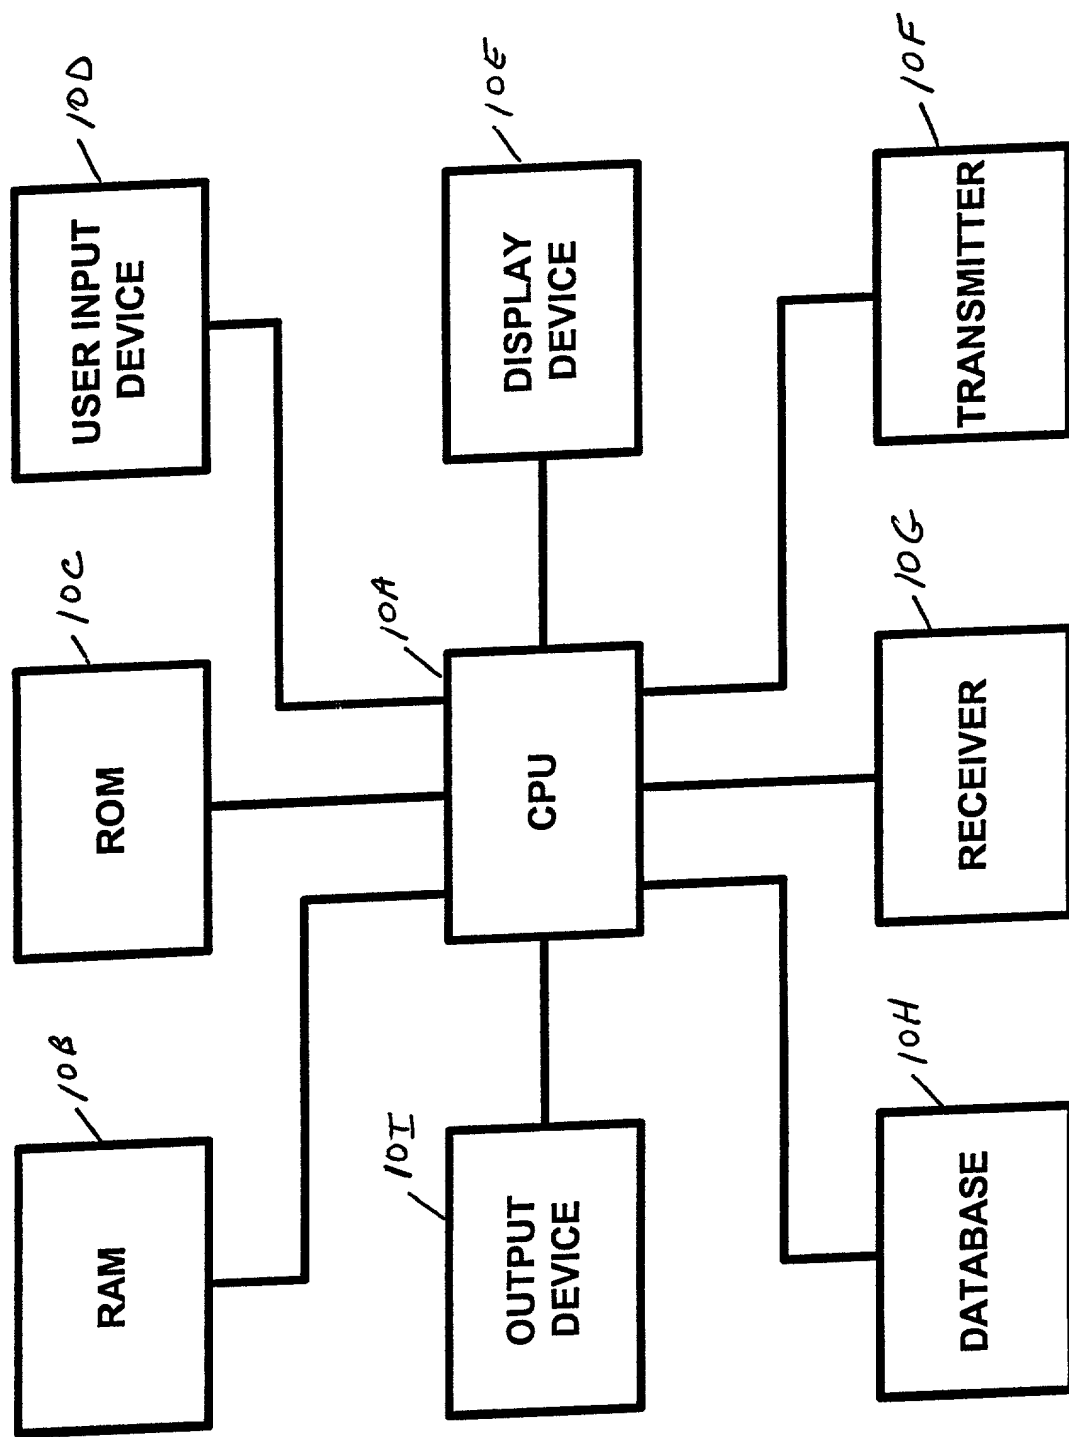 10B
RAM
10C
ROM
10D
USER INPUT
DEVICE
10I
OUTPUT
DEVICE
10A
CPU
10E
DISPLAY
DEVICE
10H
DATABASE
10G
RECEIVER
10F
TRANSMITTER